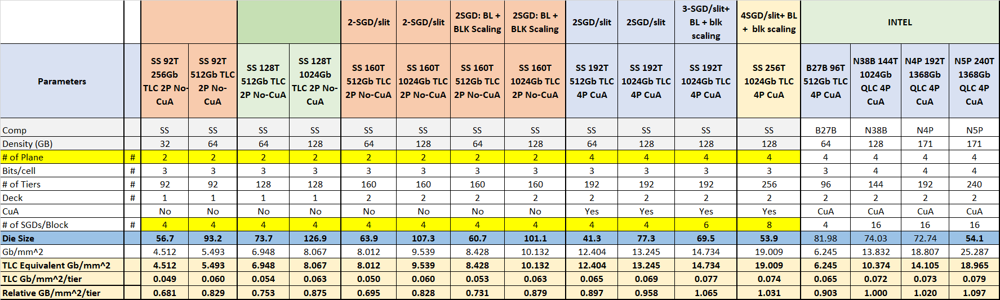 2-SGD/slit 2-SGD/slit 2SGD: BL + BLK Scaling 2SGD: BL + BLK Scaling 2SGD/slit 2SGD/slit 3-SGD/slit+ BL + blk scaling 4SGD/slit+ BL + blk scaling INTEL
Parameters SS 92T 256Gb TLC 2P No-CuA SS 92T 512Gb TLC 2P No-CuA SS 128T 512Gb TLC 2P No-CuA SS 128T 1024Gb TLC 2P No-CuA SS 160T 512Gb TLC 2P No-CuA SS 160T 1024Gb TLC 2P No-CuA SS 160T 512Gb TLC 2P No-CuA SS 160T 1024Gb TLC 2P No-CuA SS 192T 512Gb TLC 4P CuA SS 192T 1024Gb TLC 4P CuA SS 192T 1024Gb TLC 4P CuA SS 256T 1024Gb TLC 4P CuA B27B 96T 512Gb TLC 4P CuA N38B 144T 1024Gb QLC 4P CuA N4P 192T 1368Gb QLC 4P CuA N5P 240T 1368Gb QLC 4P CuA
Comp SS SS SS SS SS SS SS SS SS SS SS SS B27B N38B N4P N5P
Density (GB) 32 64 64 128 64 128 64 128 64 128 128 128 64 128 171 171
# of Plane # 2 2 2 2 2 2 2 2 4 4 4 4 4 4 4 4
Bits/cell # 3 3 3 3 3 3 3 3 3 3 3 3 3 4 4 4
# of Tiers # 92 92 128 128 160 160 160 160 192 192 192 256 96 144 192 240
Deck # 1 1 1 1 2 2 2 2 2 2 2 2 2 2 2 2
CuA No No No No No No No No Yes Yes Yes Yes CuA CuA CuA CuA
# of SGDs/Block # 4 4 4 4 4 4 4 4 4 4 6 8 4 16 16 16
Die Size 56.7 93.2 73.7 126.9 63.9 107.3 60.7 101.1 41.3 77.3 69.5 53.9 81.98 74.03 72.74 54.1
Gb/mm^2 4.512 5.493 6.948 8.067 8.012 9.539 8.428 10.132 12.404 13.245 14.734 19.009 6.245 13.832 18.807 25.287
TLC Equivalent Gb/mm^2 4.512 5.493 6.948 8.067 8.012 9.539 8.428 10.132 12.404 13.245 14.734 19.009 6.245 10.374 14.105 18.965
TLC Gb/mm^2/tier 0.049 0.060 0.054 0.063 0.050 0.060 0.053 0.063 0.065 0.069 0.077 0.074 0.065 0.072 0.073 0.079
Relative GB/mm^2/tier 0.681 0.829 0.753 0.875 0.695 0.828 0.731 0.879 0.897 0.958 1.065 1.031 0.903 1.000 1.020 1.097